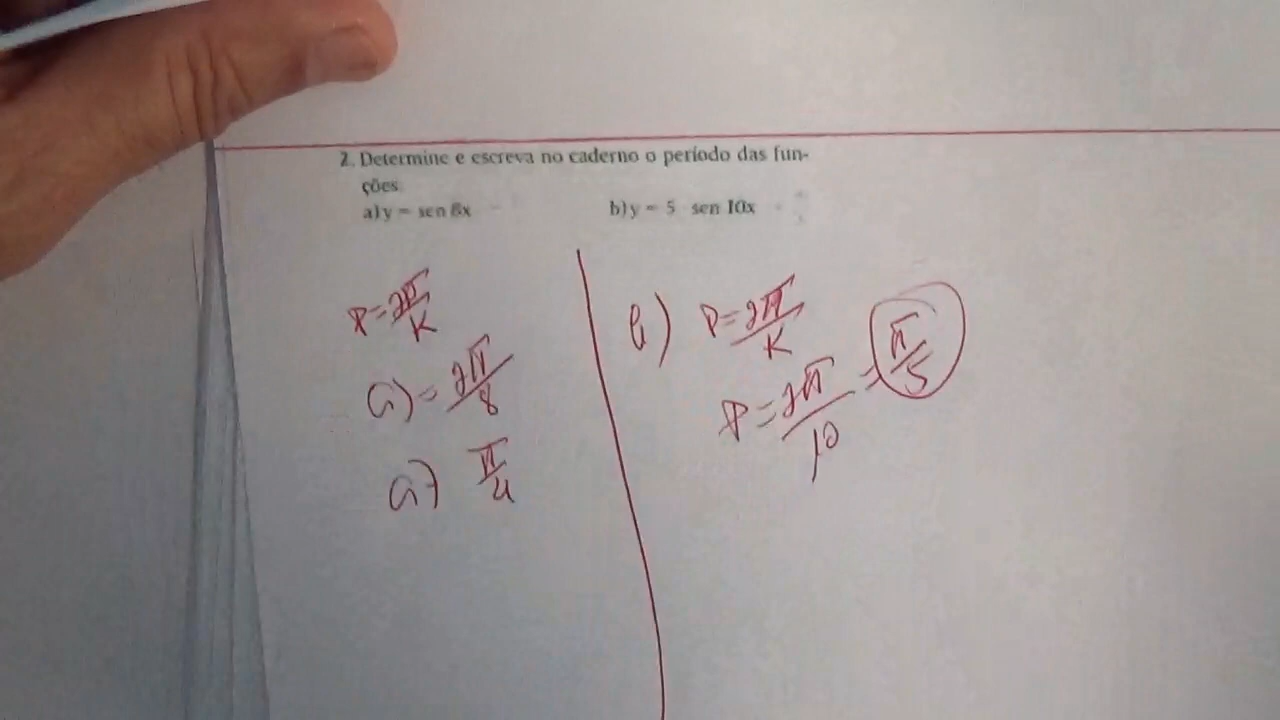 2. Determine e escreva no caderno o período das fun-
ções
a) y = sen 8x
b) y = 5 sen 10x
P = 2π/K
a) = 2π/8
a) π/4
b) P = 2π/K
P = 2π/10 = π/5